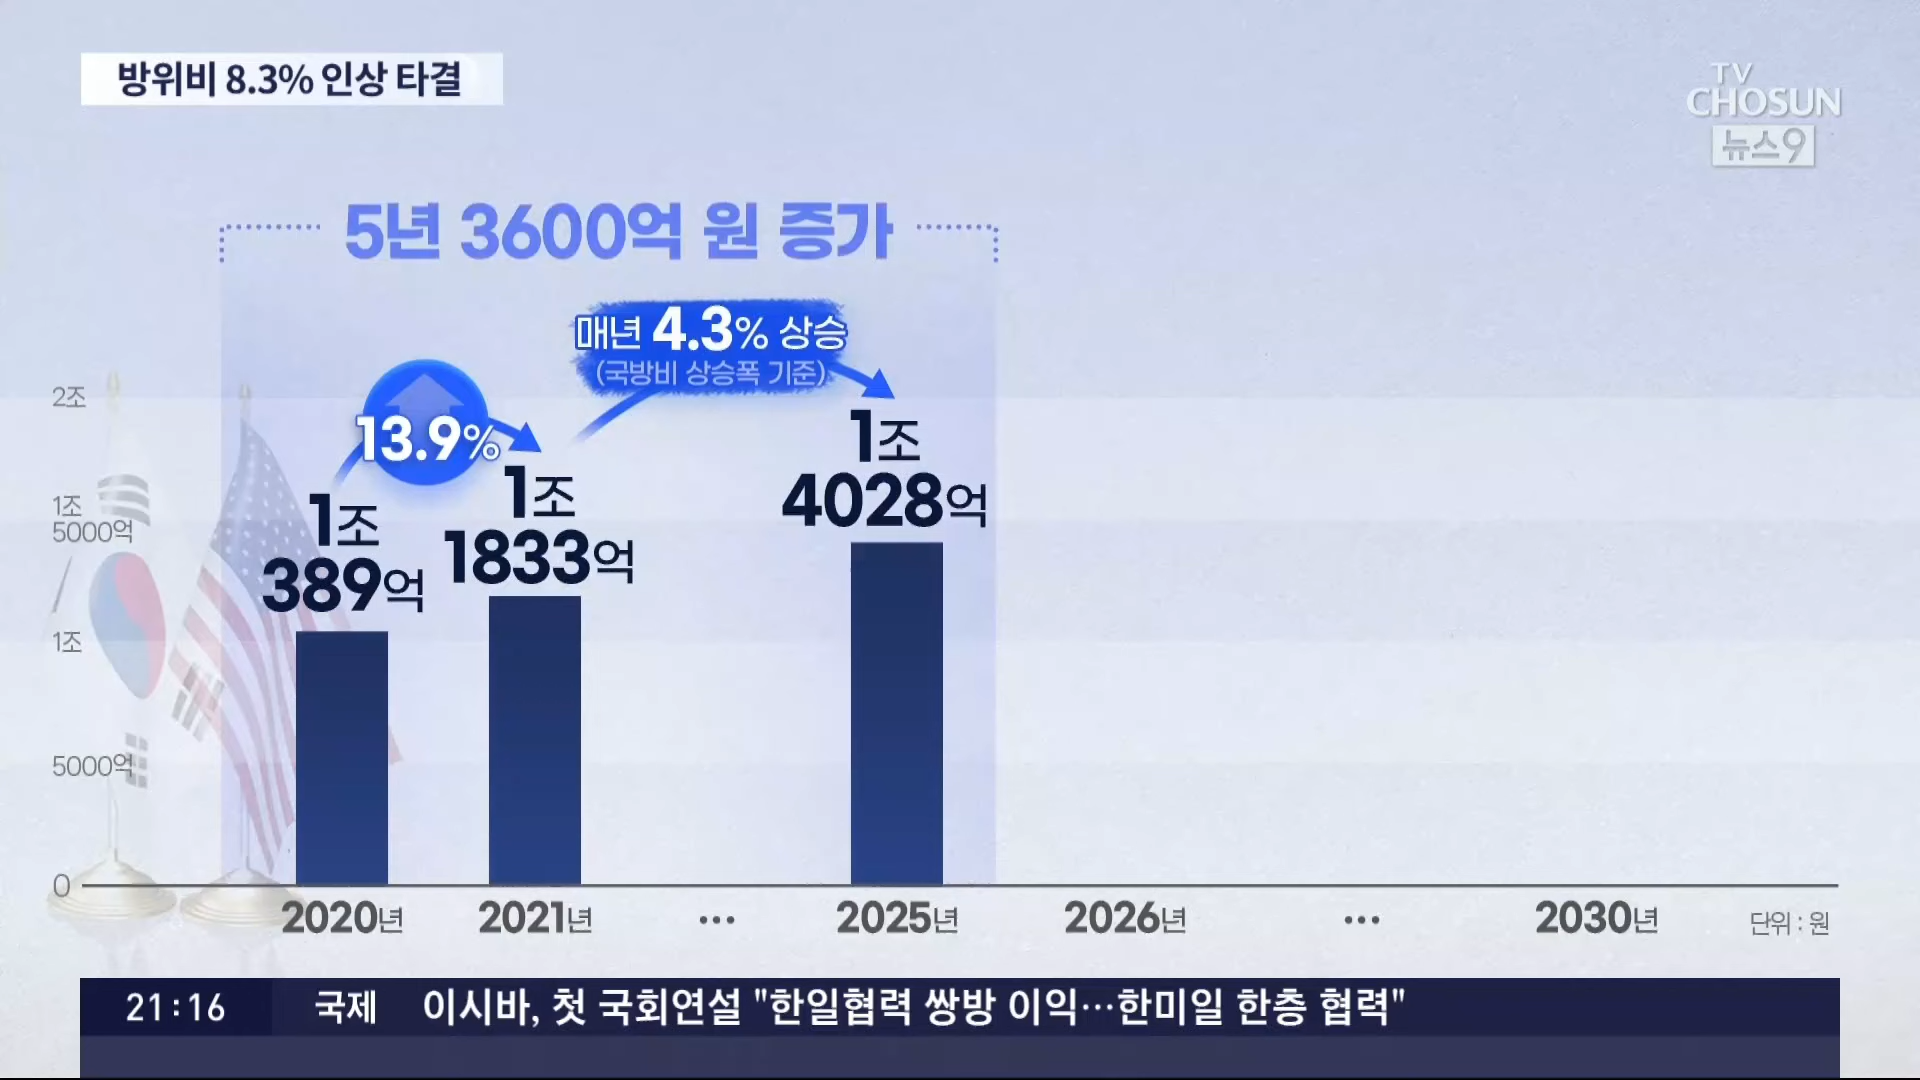 방위비 8.3% 인상 타결
TV
CHOSUN
뉴스9
5년 3600억 원 증가
매년 4.3% 상승
(국방비 상승폭 기준)
13.9%
1조
389억
1조
1833억
1조
4028억
2조
1조
5000억
1조
5000억
0
2020년
2021년
...
2025년
2026년
...
2030년
단위 : 원
21:16 국제 이시바, 첫 국회연설 "한일협력 쌍방 이익…한미일 한층 협력"